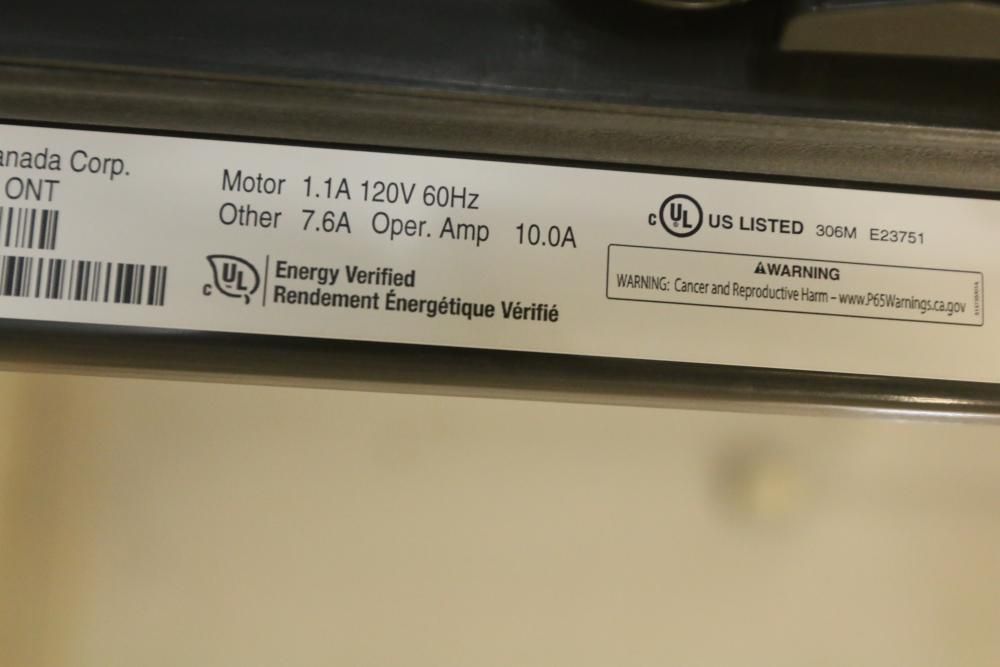 anada Corp.
ONT
Motor 1.1A 120V 60Hz
Other 7.6A Oper. Amp 10.0A
c UL Energy Verified
Rendement Énergétique Vérifié
c UL ® US LISTED 306M E23751
⚠WARNING
WARNING: Cancer and Reproductive Harm – www.P65Warnings.ca.gov